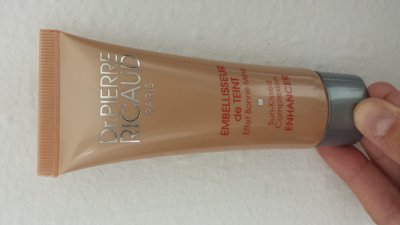 Dr. PIERRE
RICAUD
PARIS
EMBELLISSEUR
de TEINT
Effet Bonne Mine
Sun-Kissed
Complexion
ENHANCER